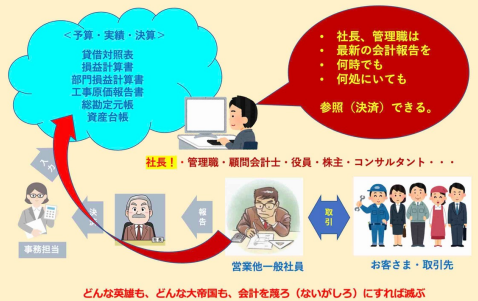 ＜予算・実績・決算＞
貸借対照表
損益計算書
部門損益計算書
工事原価報告書
総勘定元帳
資産台帳
• 社長、管理職は
• 最新の会計報告を
• 何時でも
• 何処にいても
参照（決済）できる。
社長！・管理職・顧問会計士・役員・株主・コンサルタント・・・
入力
報告
取引
事務担当
営業他一般社員
お客さま・取引先
どんな英雄も、どんな大帝国も、会計を蔑ろ（ないがしろ）にすれば滅ぶ